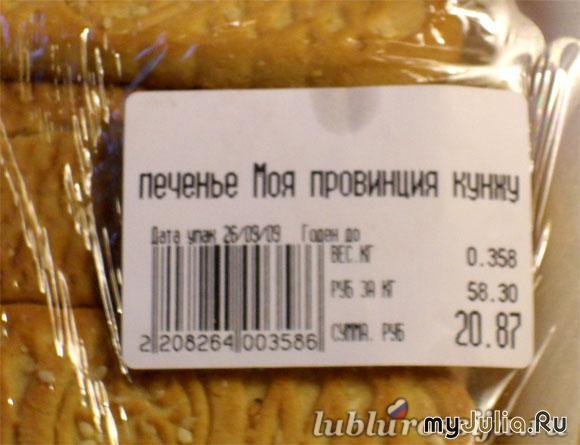 печенье Моя провинция кунжу
Дата упак 26/09/09 Годен до
ВЕС.КГ 0.358
РУБ ЗА КГ 58.30
СУММА. РУБ 20.87
2 208264 003586
myJulia.Ru